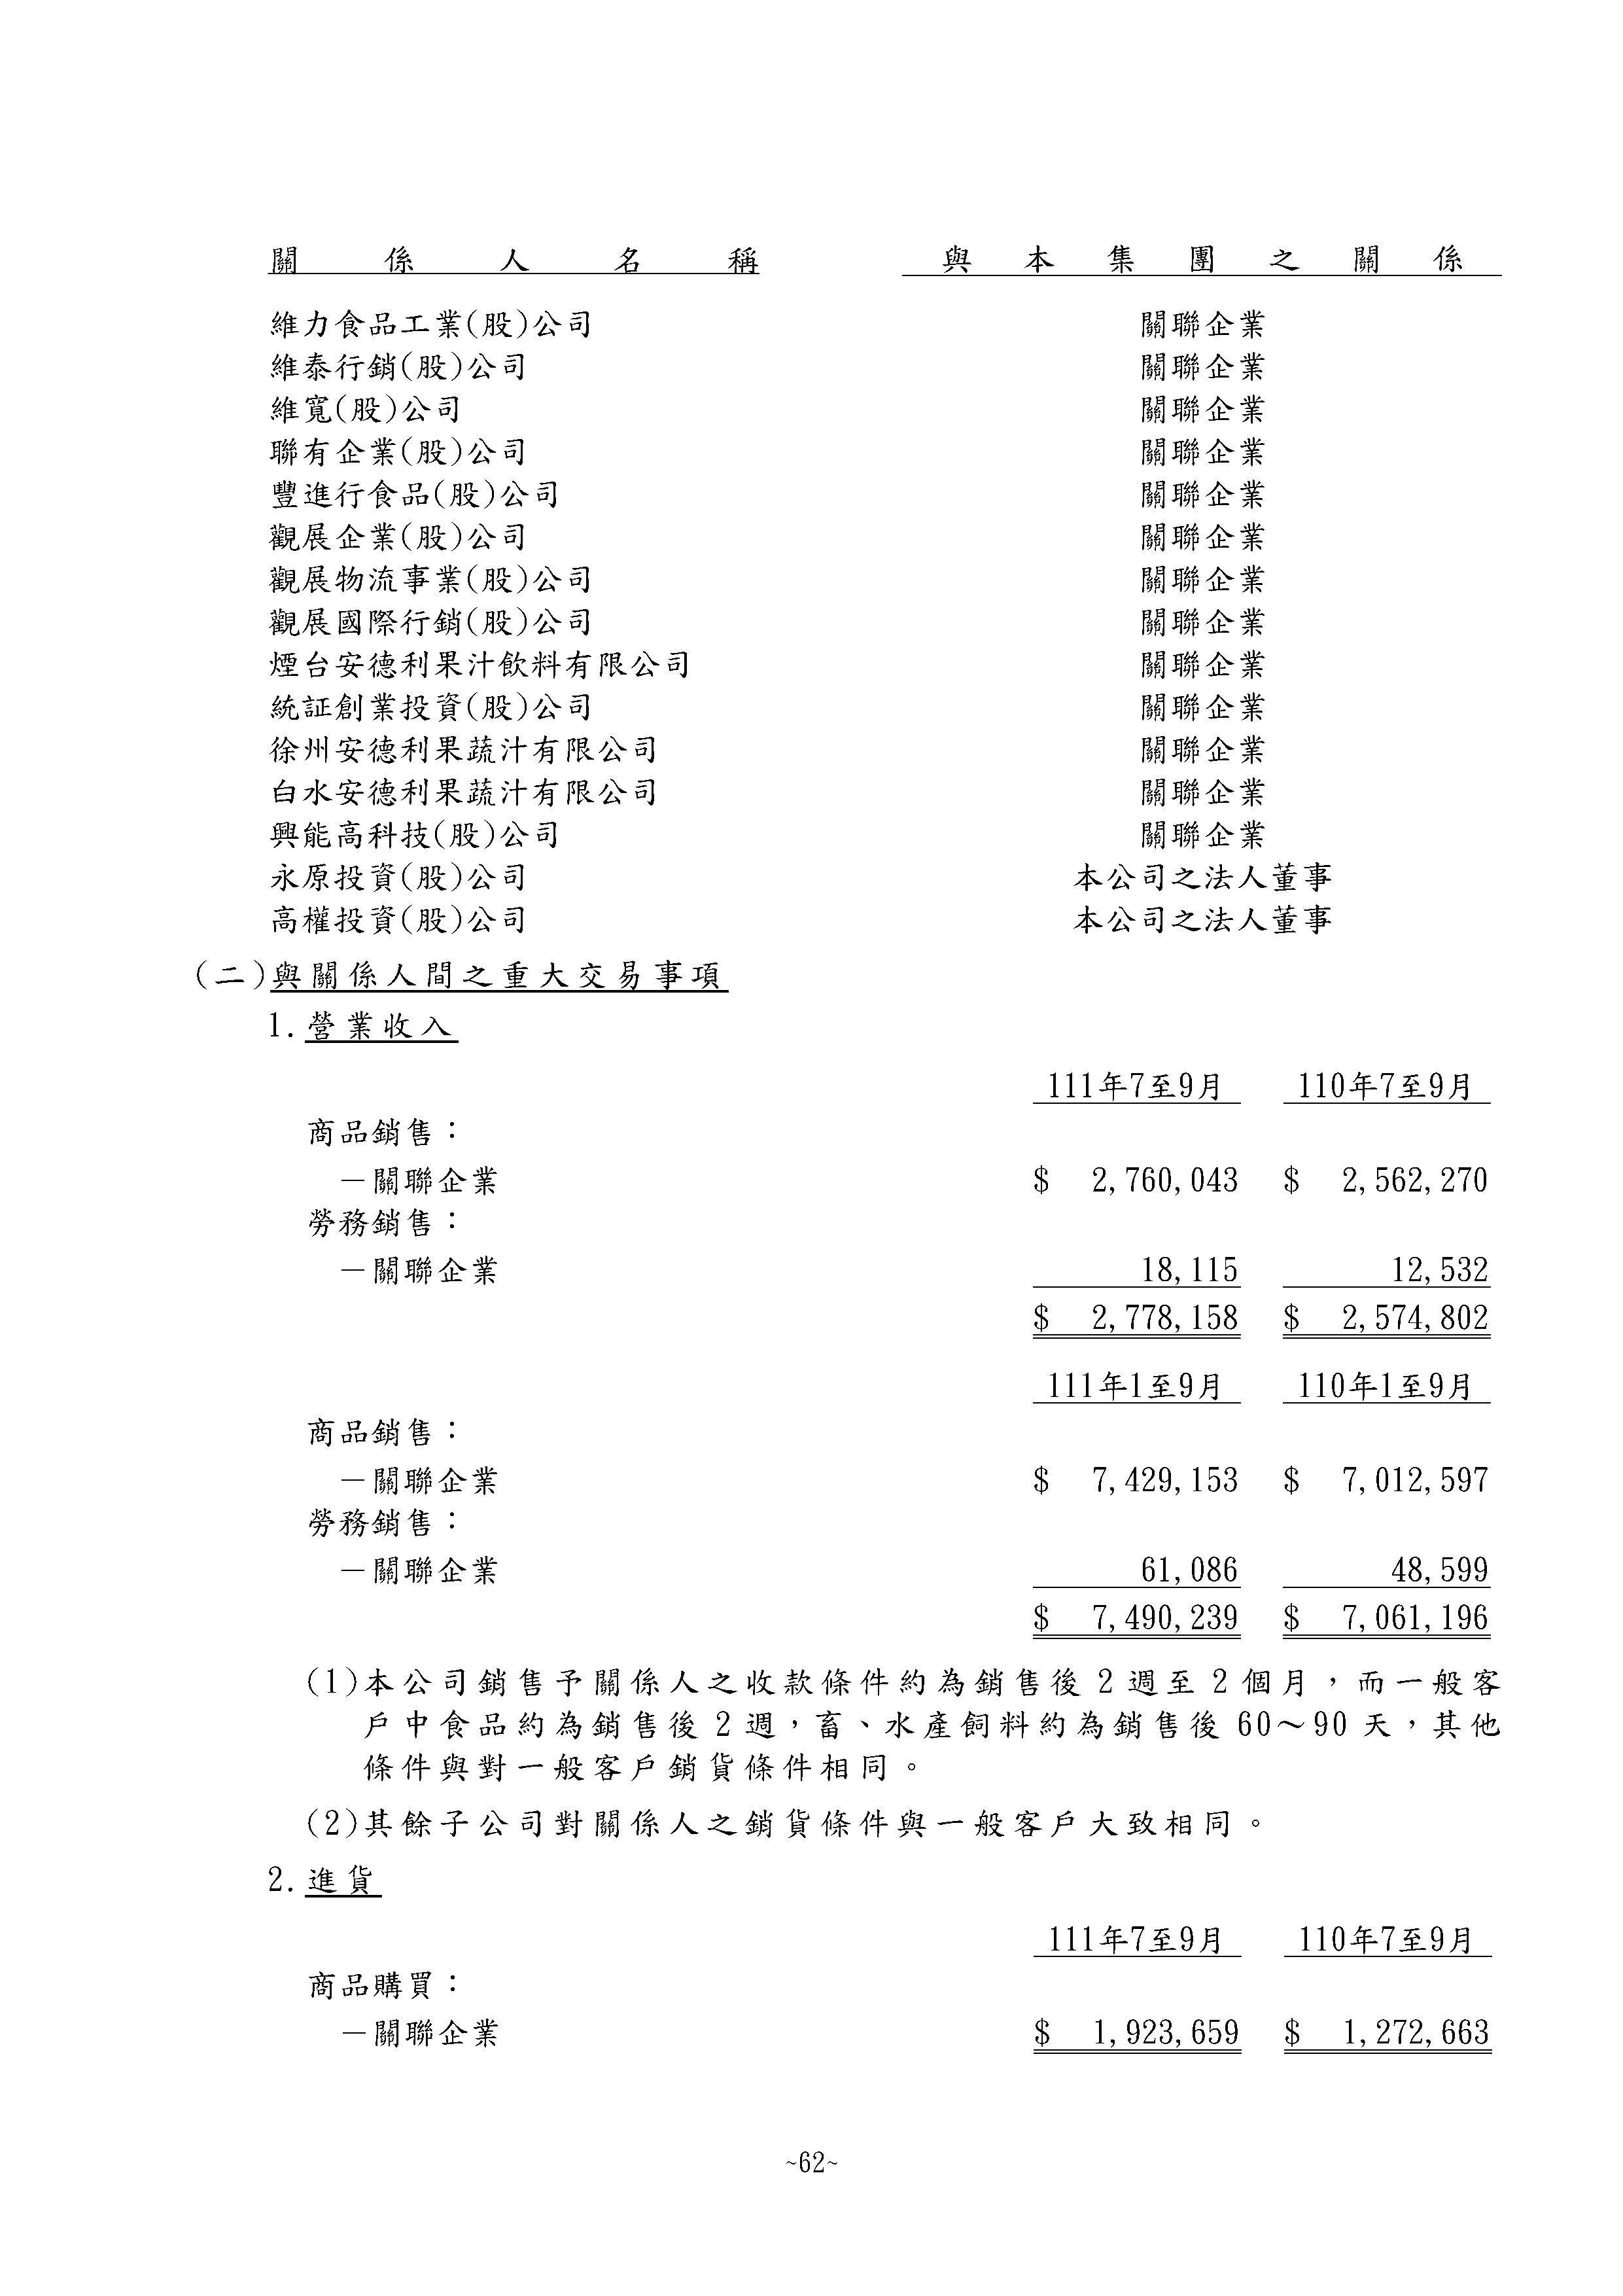 關係人名稱 與本集團之關係
維力食品工業(股)公司 關聯企業
維泰行銷(股)公司 關聯企業
維寬(股)公司 關聯企業
聯有企業(股)公司 關聯企業
豐進行食品(股)公司 關聯企業
觀展企業(股)公司 關聯企業
觀展物流事業(股)公司 關聯企業
觀展國際行銷(股)公司 關聯企業
煙台安德利果汁飲料有限公司 關聯企業
統証創業投資(股)公司 關聯企業
徐州安德利果蔬汁有限公司 關聯企業
白水安德利果蔬汁有限公司 關聯企業
興能高科技(股)公司 關聯企業
永原投資(股)公司 本公司之法人董事
高權投資(股)公司 本公司之法人董事
(二)與關係人間之重大交易事項
1.營業收入
111年7至9月 110年7至9月
商品銷售：
－關聯企業 $ 2,760,043 $ 2,562,270
勞務銷售：
－關聯企業 18,115 12,532
$ 2,778,158 $ 2,574,802
111年1至9月 110年1至9月
商品銷售：
－關聯企業 $ 7,429,153 $ 7,012,597
勞務銷售：
－關聯企業 61,086 48,599
$ 7,490,239 $ 7,061,196
(1)本公司銷售予關係人之收款條件約為銷售後 2 週至 2 個月，而一般客
戶中食品約為銷售後 2 週，畜、水產飼料約為銷售後 60～90 天，其他
條件與對一般客戶銷貨條件相同。
(2)其餘子公司對關係人之銷貨條件與一般客戶大致相同。
2.進貨
111年7至9月 110年7至9月
商品購買：
－關聯企業 $ 1,923,659 $ 1,272,663
~62~